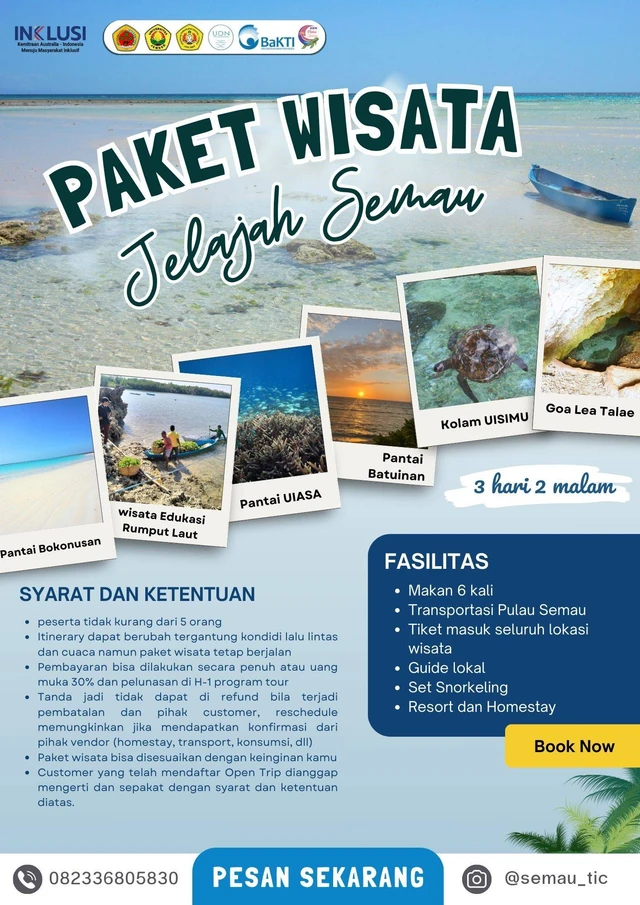 INKLUSI
Kemitraan Australia - Indonesia
Menuju Masyarakat Inklusif
UDN
BaKTI
PAKET WISATA
Jelajah Semau
Pantai Bokonusan
wisata Edukasi
Rumput Laut
Pantai UIASA
Pantai
Batuinan
Kolam UISIMU
Goa Lea Talae
3 hari 2 malam
SYARAT DAN KETENTUAN
• peserta tidak kurang dari 5 orang
• Itinerary dapat berubah tergantung kondidi lalu lintas
dan cuaca namun paket wisata tetap berjalan
• Pembayaran bisa dilakukan secara penuh atau uang
muka 30% dan pelunasan di H-1 program tour
• Tanda jadi tidak dapat di refund bila terjadi
pembatalan dan pihak customer, reschedule
memungkinkan jika mendapatkan konfirmasi dari
pihak vendor (homestay, transport, konsumsi, dll)
• Paket wisata bisa disesuaikan dengan keinginan kamu
• Customer yang telah mendaftar Open Trip dianggap
mengerti dan sepakat dengan syarat dan ketentuan
diatas.
FASILITAS
• Makan 6 kali
• Transportasi Pulau Semau
• Tiket masuk seluruh lokasi
wisata
• Guide lokal
• Set Snorkeling
• Resort dan Homestay
Book Now
082336805830
PESAN SEKARANG
@semau_tic